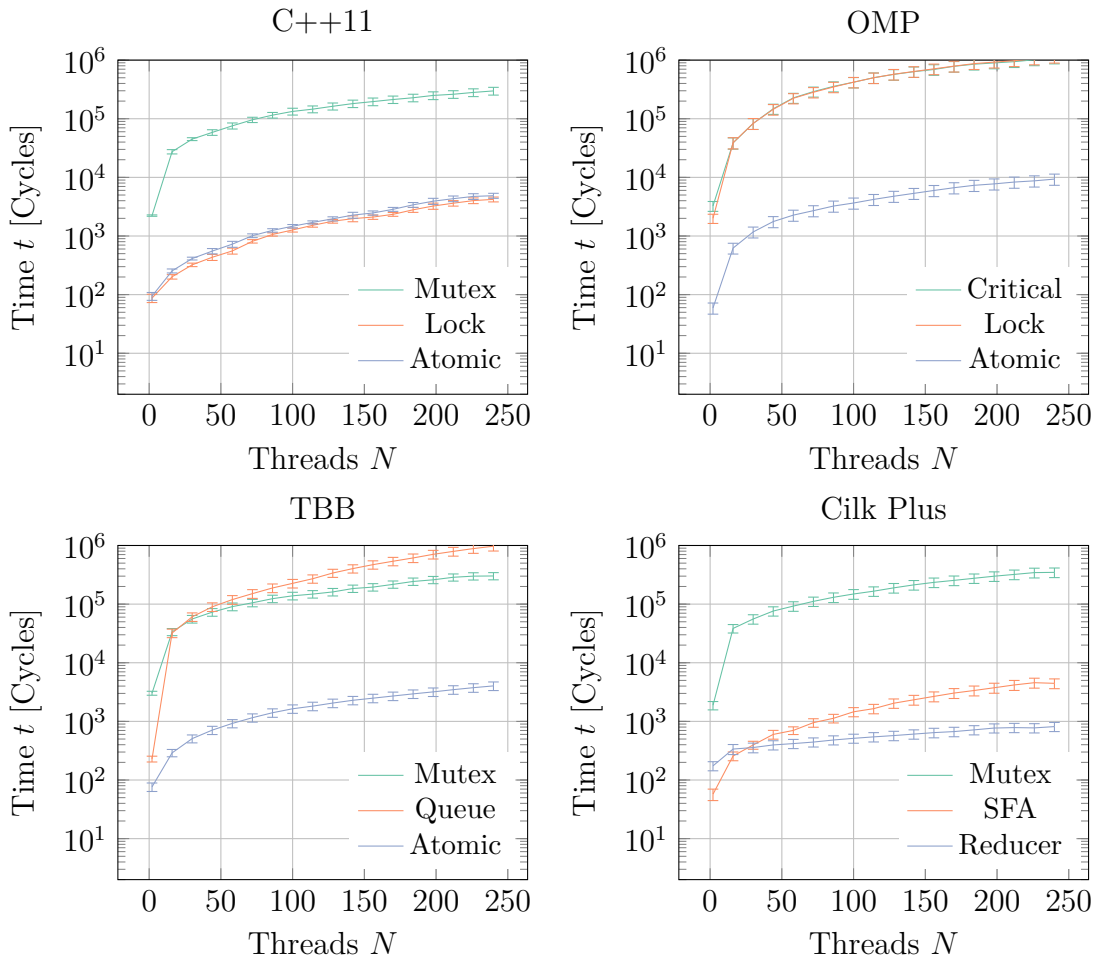 C++11
10^6
10^5
10^4
10^3
10^2
10^1
Time t [Cycles]
Mutex
Lock
Atomic
0 50 100 150 200 250
Threads N
OMP
10^6
10^5
10^4
10^3
10^2
10^1
Time t [Cycles]
Critical
Lock
Atomic
0 50 100 150 200 250
Threads N
TBB
10^6
10^5
10^4
10^3
10^2
10^1
Time t [Cycles]
Mutex
Queue
Atomic
0 50 100 150 200 250
Threads N
Cilk Plus
10^6
10^5
10^4
10^3
10^2
10^1
Time t [Cycles]
Mutex
SFA
Reducer
0 50 100 150 200 250
Threads N